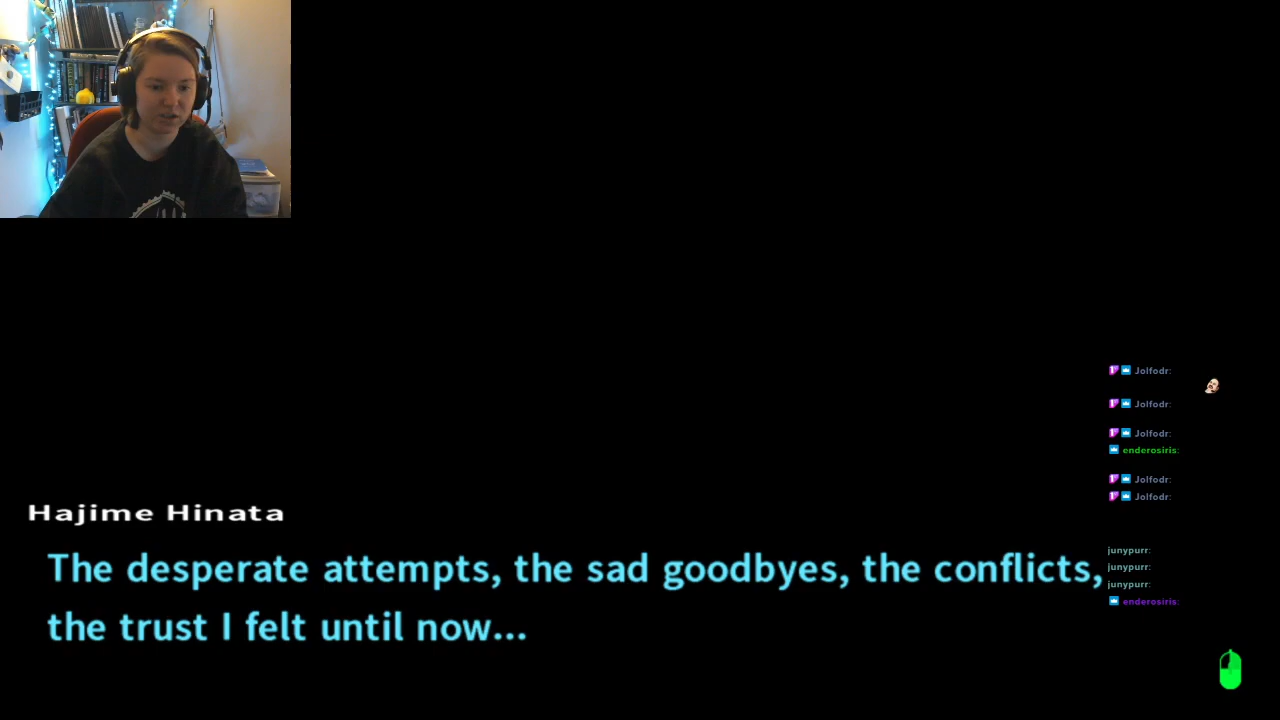 Jolfodr:
Jolfodr:
Jolfodr:
enderosiris:
Jolfodr:
Jolfodr:
Hajime Hinata
junypurr:
The desperate attempts, the sad goodbyes, the conflicts,
junypurr:
junypurr:
enderosiris:
the trust I felt until now...